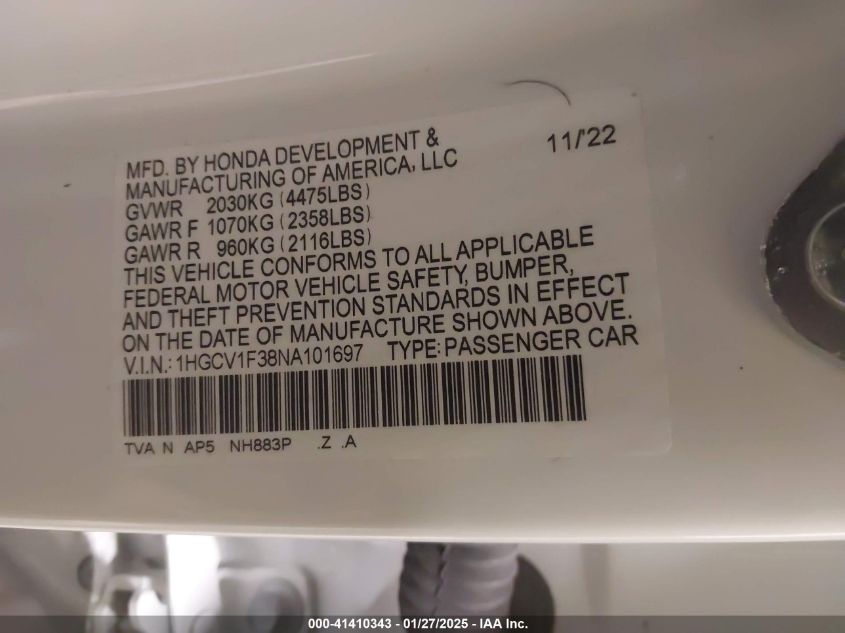 MFD. BY HONDA DEVELOPMENT & 11/'22
MANUFACTURING OF AMERICA, LLC
GVWR 2030KG (4475LBS)
GAWR F 1070KG (2358LBS)
GAWR R 960KG (2116LBS)
THIS VEHICLE CONFORMS TO ALL APPLICABLE
FEDERAL MOTOR VEHICLE SAFETY, BUMPER,
AND THEFT PREVENTION STANDARDS IN EFFECT
ON THE DATE OF MANUFACTURE SHOWN ABOVE.
V.I.N.: 1HGCV1F38NA101697 TYPE: PASSENGER CAR
TVA N AP5 NH883P .Z .A
000-41410343 - 01/27/2025 - IAA Inc.